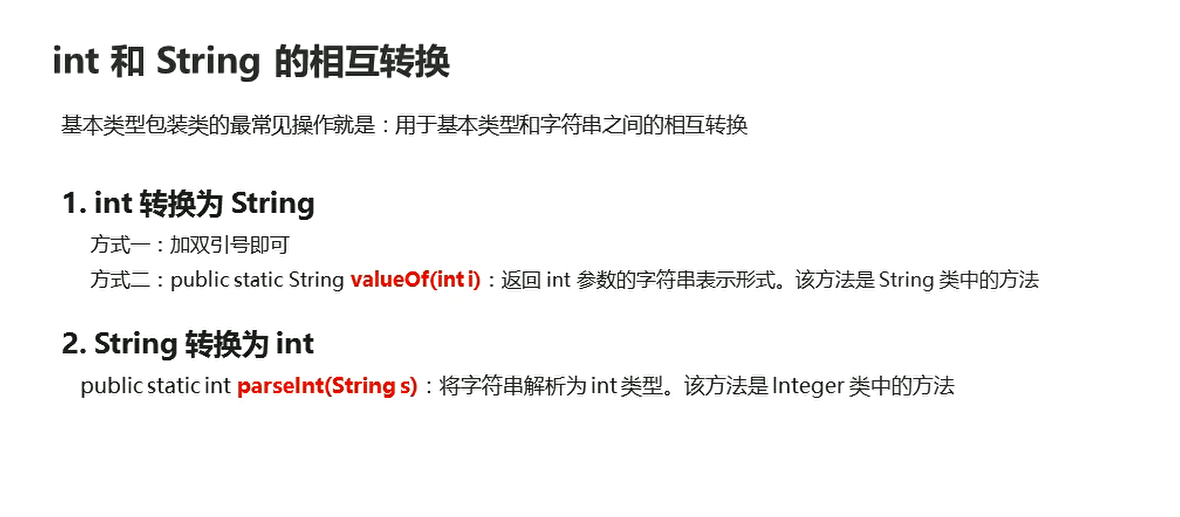 int 和 String 的相互转换
基本类型包装类的最常见操作就是：用于基本类型和字符串之间的相互转换
1. int 转换为 String
方式一：加双引号即可
方式二：public static String valueOf(int i)：返回 int 参数的字符串表示形式。该方法是 String 类中的方法
2. String 转换为 int
public static int parseInt(String s)：将字符串解析为 int 类型。该方法是 Integer 类中的方法